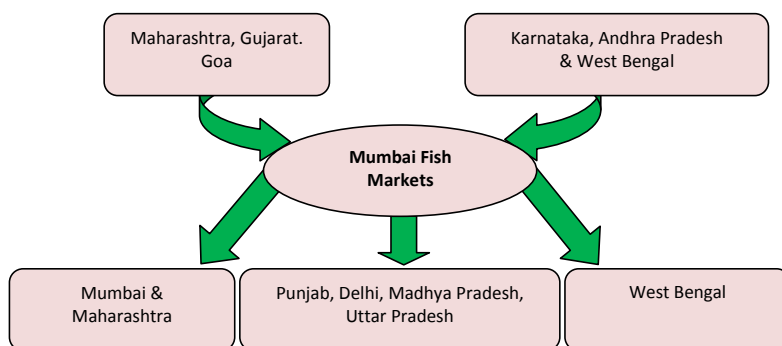 Maharashtra, Gujarat.
Goa
Karnataka, Andhra Pradesh
& West Bengal
Mumbai Fish
Markets
Mumbai &
Maharashtra
Punjab, Delhi, Madhya Pradesh,
Uttar Pradesh
West Bengal